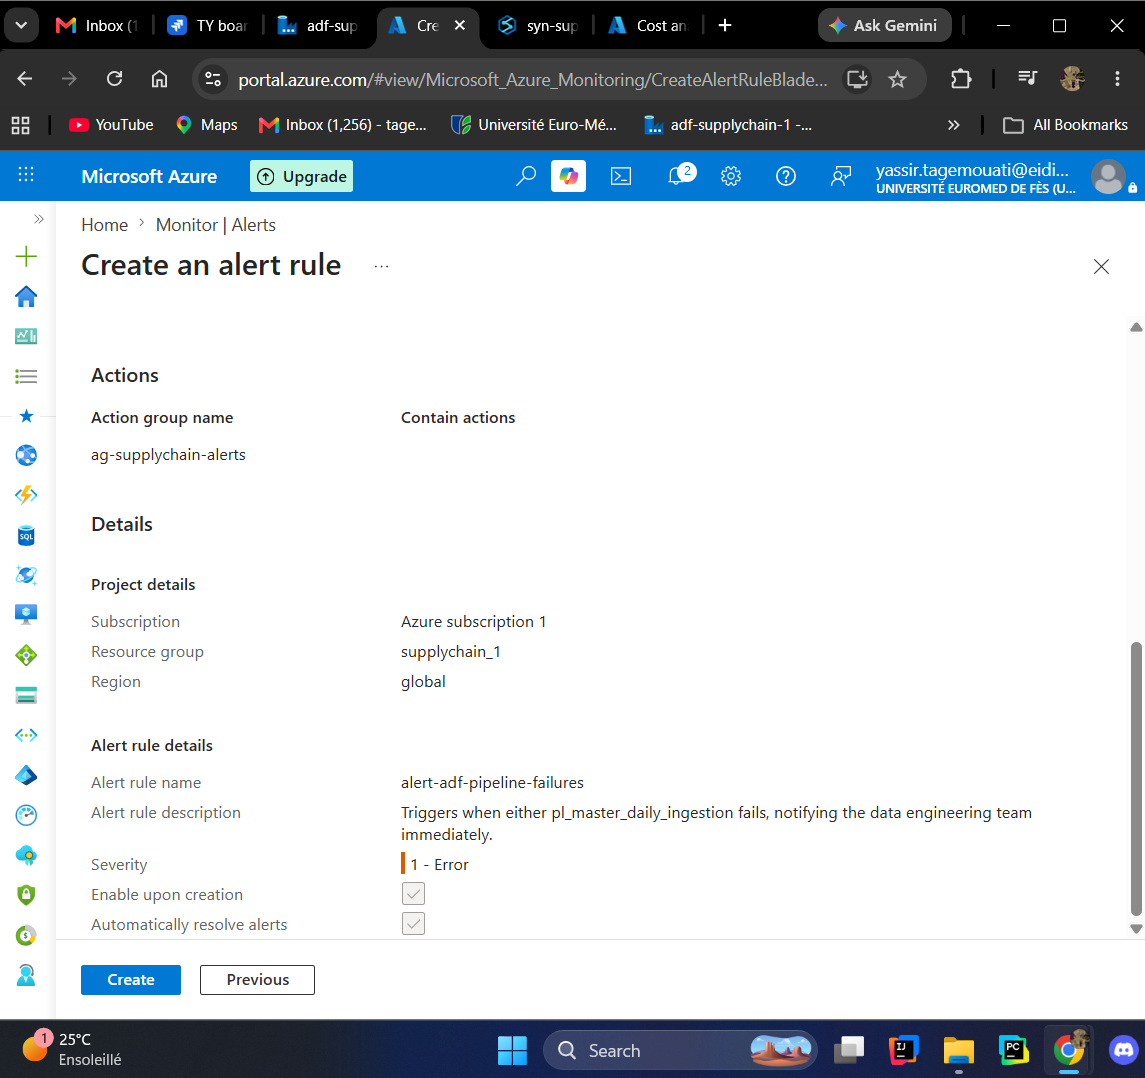 Inbox (1
TY boar
adf-sup
Cre
syn-sup
Cost an
Ask Gemini
portal.azure.com/#view/Microsoft_Azure_Monitoring/CreateAlertRuleBlade...
YouTube
Maps
Inbox (1,256) - tage...
Université Euro-Mé...
adf-supplychain-1 -...
All Bookmarks
Microsoft Azure
Upgrade
2
yassir.tagemouati@eidi...
UNIVERSITÉ EUROMED DE FÈS (U...
Home
Monitor | Alerts
Create an alert rule
Actions
Action group name
Contain actions
ag-supplychain-alerts
Details
Project details
Subscription
Azure subscription 1
Resource group
supplychain_1
Region
global
Alert rule details
Alert rule name
alert-adf-pipeline-failures
Alert rule description
Triggers when either pl_master_daily_ingestion fails, notifying the data engineering team
immediately.
Severity
1 - Error
Enable upon creation
Automatically resolve alerts
Create
Previous
SQL
1
25°C
Ensoleillé
Search
IJ
PC